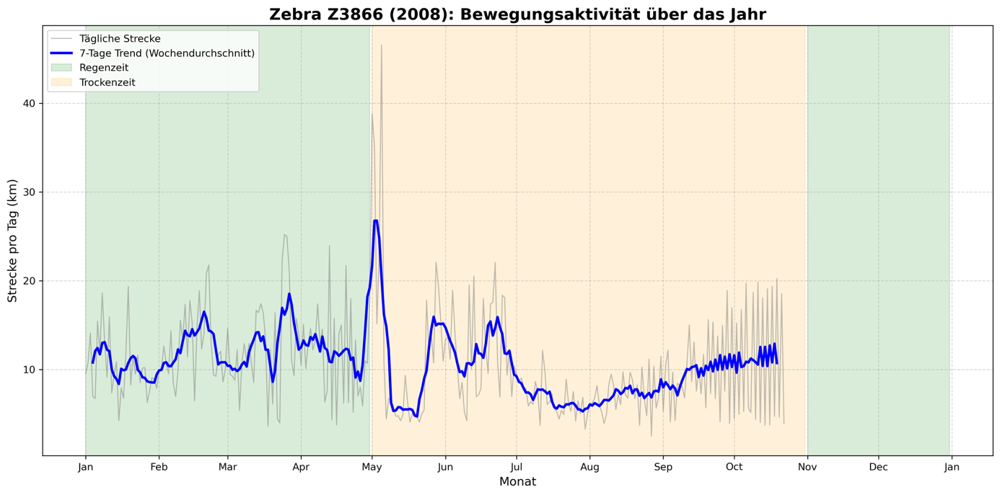 Zebra Z3866 (2008): Bewegungsaktivität über das Jahr
Tägliche Strecke
7-Tage Trend (Wochendurchschnitt)
Regenzeit
Trockenzeit
Strecke pro Tag (km)
40
30
20
10
Jan Feb Mar Apr May Jun Jul Aug Sep Oct Nov Dec Jan
Monat